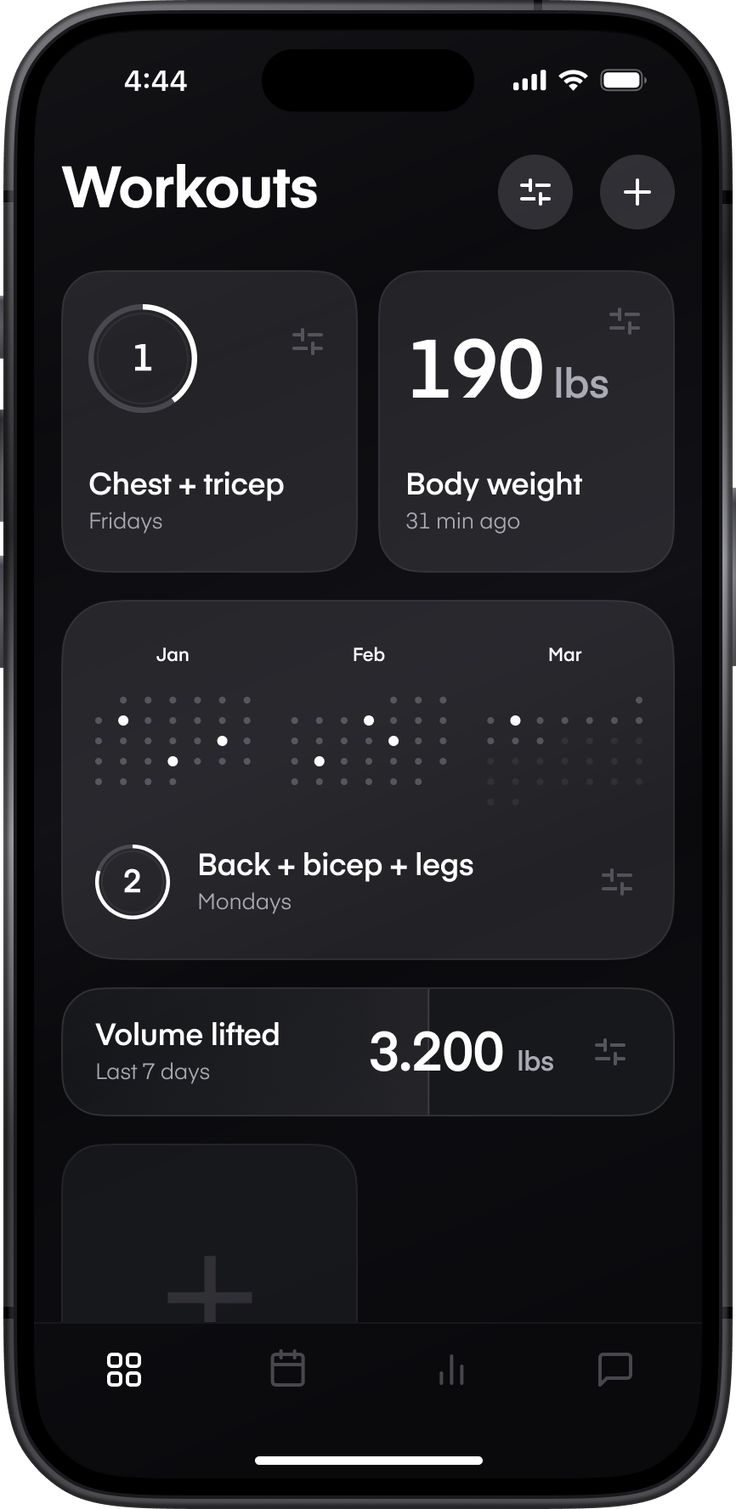 4:44
Workouts
1
190 lbs
Chest + tricep
Fridays
Body weight
31 min ago
Jan Feb Mar
2
Back + bicep + legs
Mondays
Volume lifted
Last 7 days
3.200 lbs